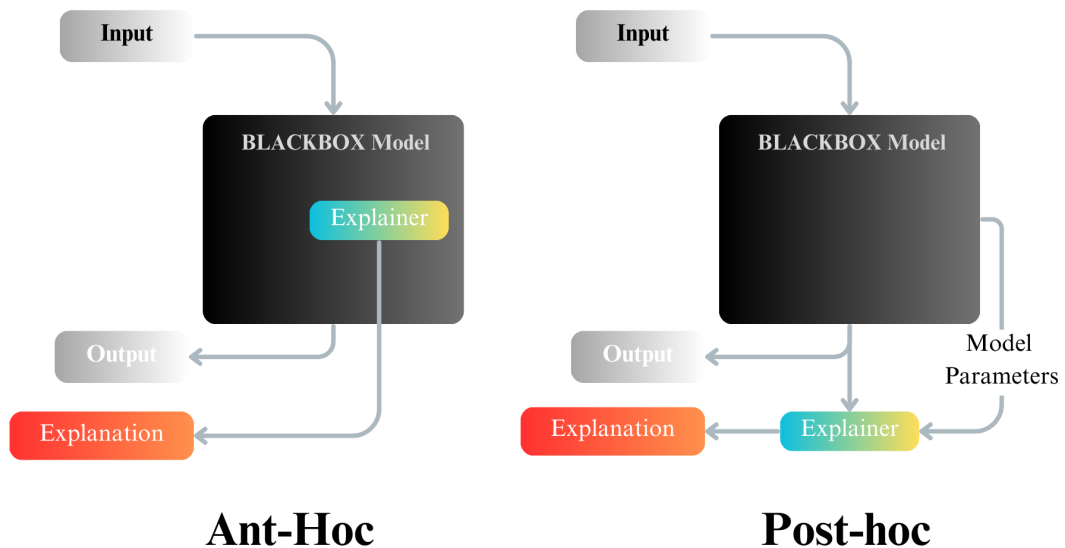 Input
BLACKBOX Model
Explainer
Output
Explanation
Ant-Hoc
Input
BLACKBOX Model
Output
Model
Parameters
Explanation
Explainer
Post-hoc